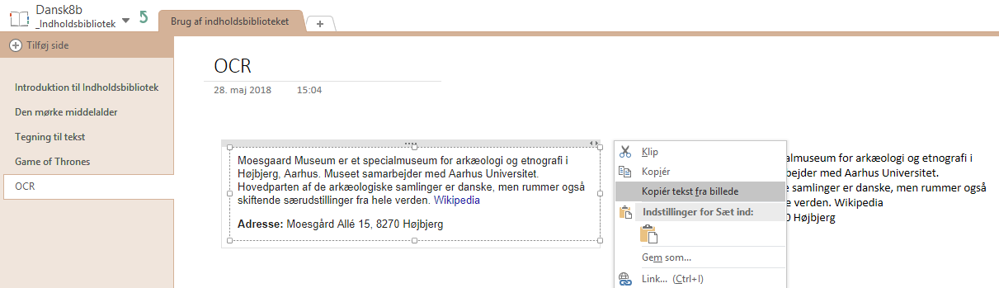 Dansk8b
_Indholdsbibliotek
Brug af indholdsbiblioteket
+
Tilføj side
Introduktion til Indholdsbibliotek
Den mørke middelalder
Tegning til tekst
Game of Thrones
OCR
OCR
28. maj 2018 15:04
Moesgaard Museum er et specialmuseum for arkæologi og etnografi i
Højbjerg, Aarhus. Museet samarbejder med Aarhus Universitet.
Hovedparten af de arkæologiske samlinger er danske, men rummer også
skiftende særudstillinger fra hele verden. Wikipedia
Adresse: Moesgård Allé 15, 8270 Højbjerg
Klip
Kopiér
Kopiér tekst fra billede
Indstillinger for Sæt ind:
Gem som...
Link... (Ctrl+I)
almuseum for arkæologi og etnografi i
bejder med Aarhus Universitet.
e samlinger er danske, men rummer også
e verden. Wikipedia
0 Højbjerg